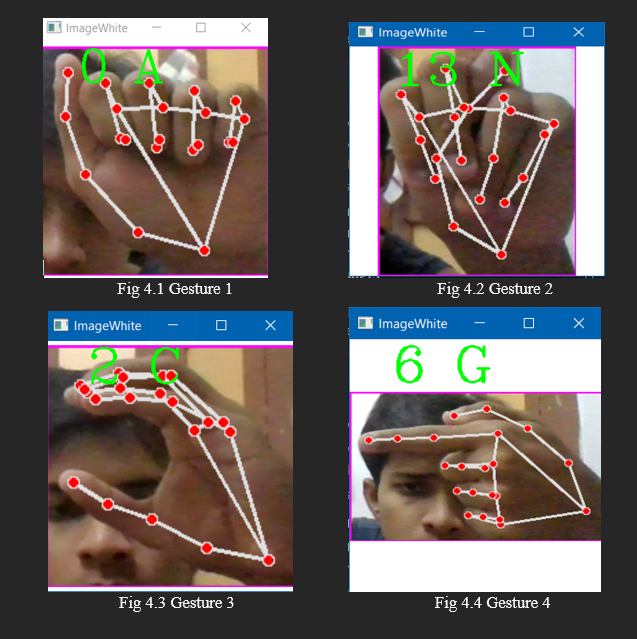 ImageWhite
0 A
Fig 4.1 Gesture 1
ImageWhite
13 N
Fig 4.2 Gesture 2
ImageWhite
2 C
Fig 4.3 Gesture 3
ImageWhite
6 G
Fig 4.4 Gesture 4